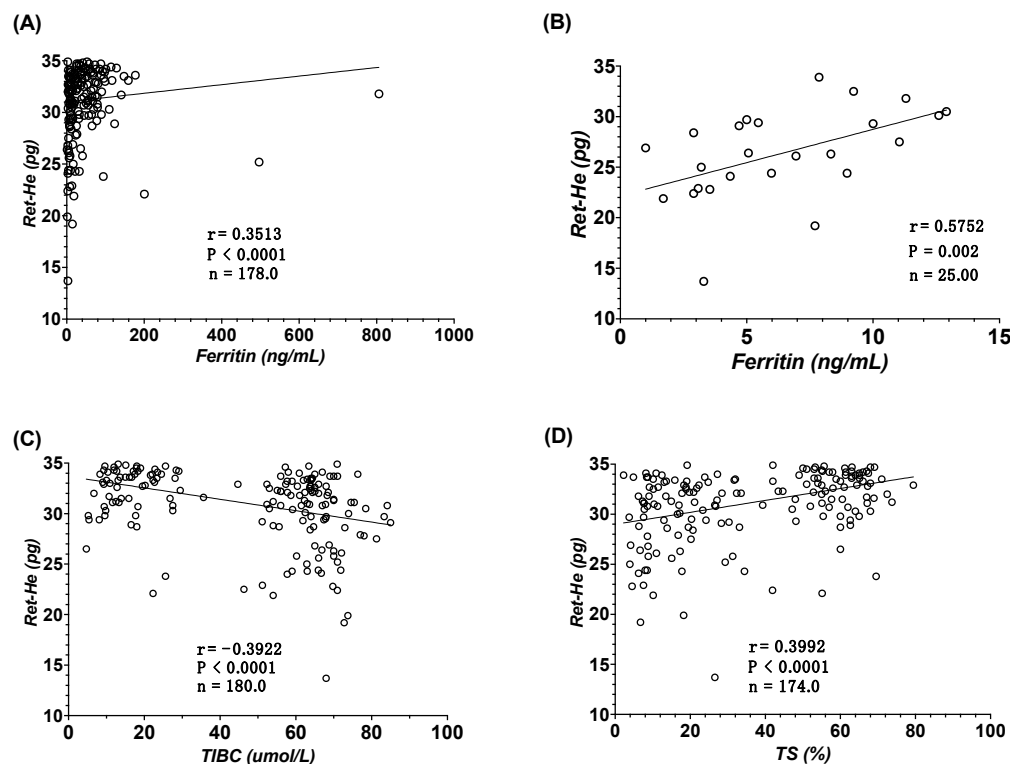 (A)
35
30
25
20
15
10
Ret-He (pg)
r = 0.3513
P < 0.0001
n = 178.0
0
200
400
600
800
1000
Ferritin (ng/mL)
(B)
35
30
25
20
15
10
Ret-He (pg)
r = 0.5752
P = 0.002
n = 25.00
0
5
10
15
Ferritin (ng/mL)
(C)
35
30
25
20
15
10
Ret-He (pg)
r = −0.3922
P < 0.0001
n = 180.0
0
20
40
60
80
100
TIBC (umol/L)
(D)
35
30
25
20
15
10
Ret-He (pg)
r = 0.3992
P < 0.0001
n = 174.0
0
20
40
60
80
100
TS (%)